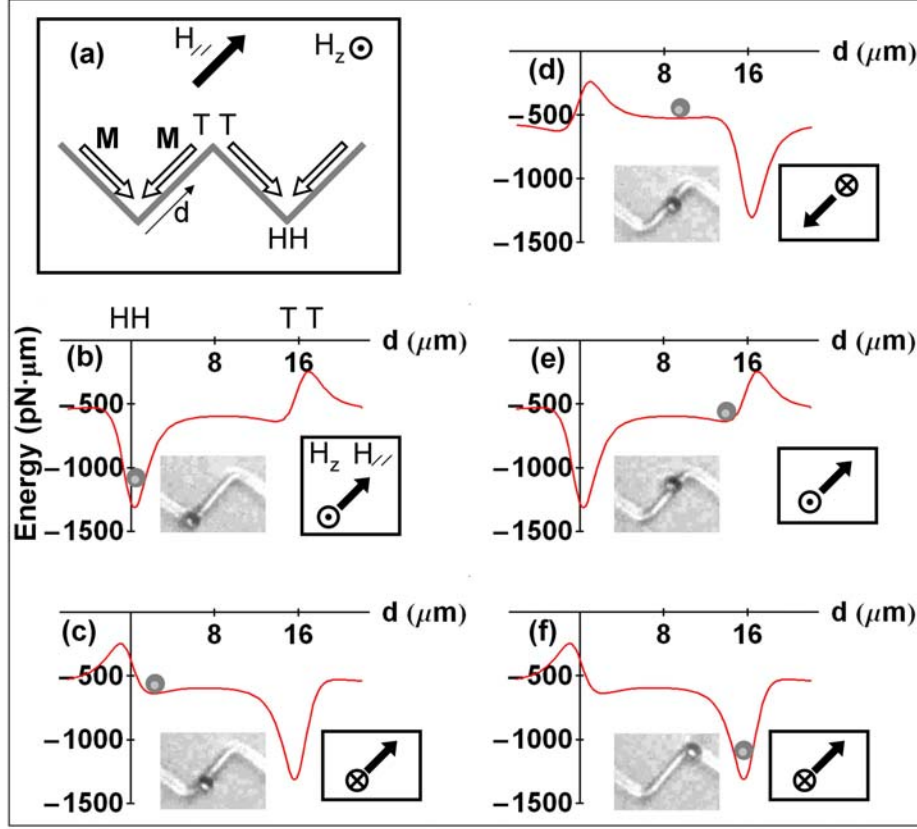 (a)
H//
Hz
M
M
T T
d
HH
HH
T T
d (μm)
(b)
8
16
−500
−1000
−1500
Hz H//
Energy (pN·μm)
d (μm)
(c)
8
16
−500
−1000
−1500
d (μm)
(d)
8
16
−500
−1000
−1500
d (μm)
(e)
8
16
−500
−1000
−1500
d (μm)
(f)
8
16
−500
−1000
−1500